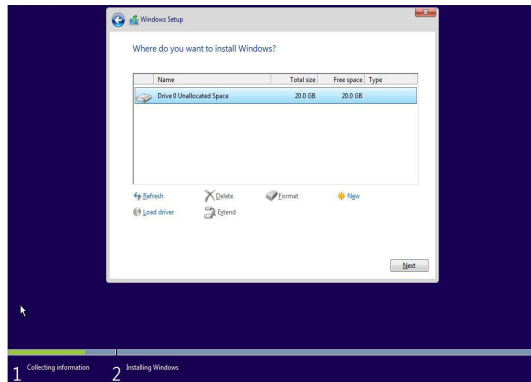 Windows Setup
Where do you want to install Windows?
Name Total size Free space Type
Drive 0 Unallocated Space 20.0 GB 20.0 GB
Refresh Delete Format New
Load driver Extend
Next
1 Collecting information 2 Installing Windows